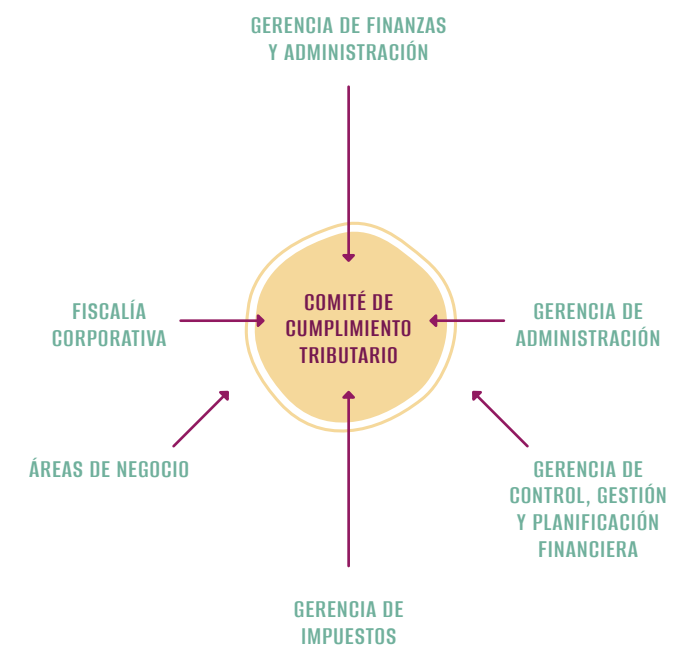 GERENCIA DE FINANZAS
Y ADMINISTRACIÓN
COMITÉ DE
CUMPLIMIENTO
TRIBUTARIO
FISCALÍA
CORPORATIVA
GERENCIA DE
ADMINISTRACIÓN
ÁREAS DE NEGOCIO
GERENCIA DE
CONTROL, GESTIÓN
Y PLANIFICACIÓN
FINANCIERA
GERENCIA DE
IMPUESTOS